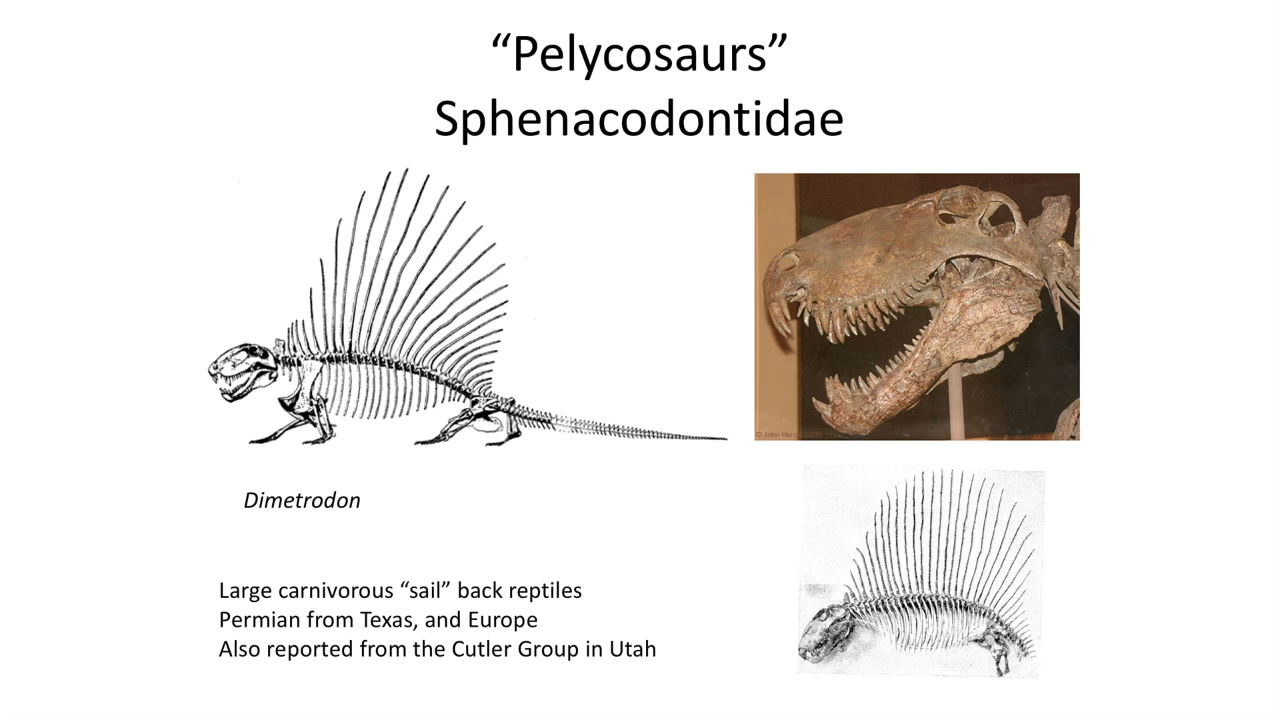 “Pelycosaurs”
Sphenacodontidae
Dimetrodon
Large carnivorous “sail” back reptiles
Permian from Texas, and Europe
Also reported from the Cutler Group in Utah